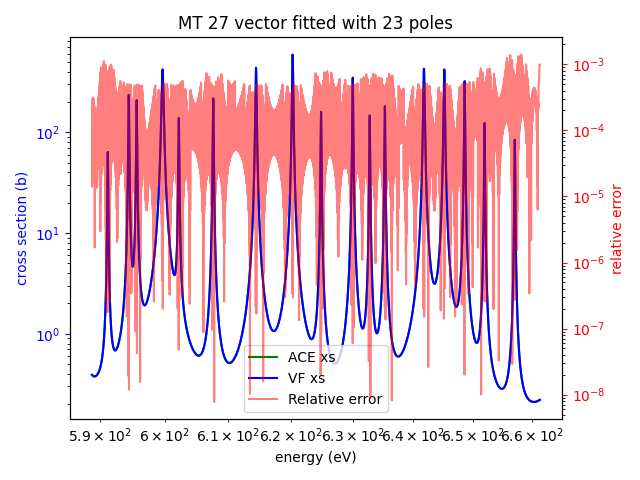 MT 27 vector fitted with 23 poles
cross section (b)
10²
10¹
10⁰
10⁻³
10⁻⁴
10⁻⁵
10⁻⁶
10⁻⁷
10⁻⁸
relative error
ACE xs
VF xs
Relative error
5.9 × 10² 6 × 10² 6.1 × 10² 6.2 × 10² 6.3 × 10² 6.4 × 10² 6.5 × 10² 6.6 × 10²
energy (eV)